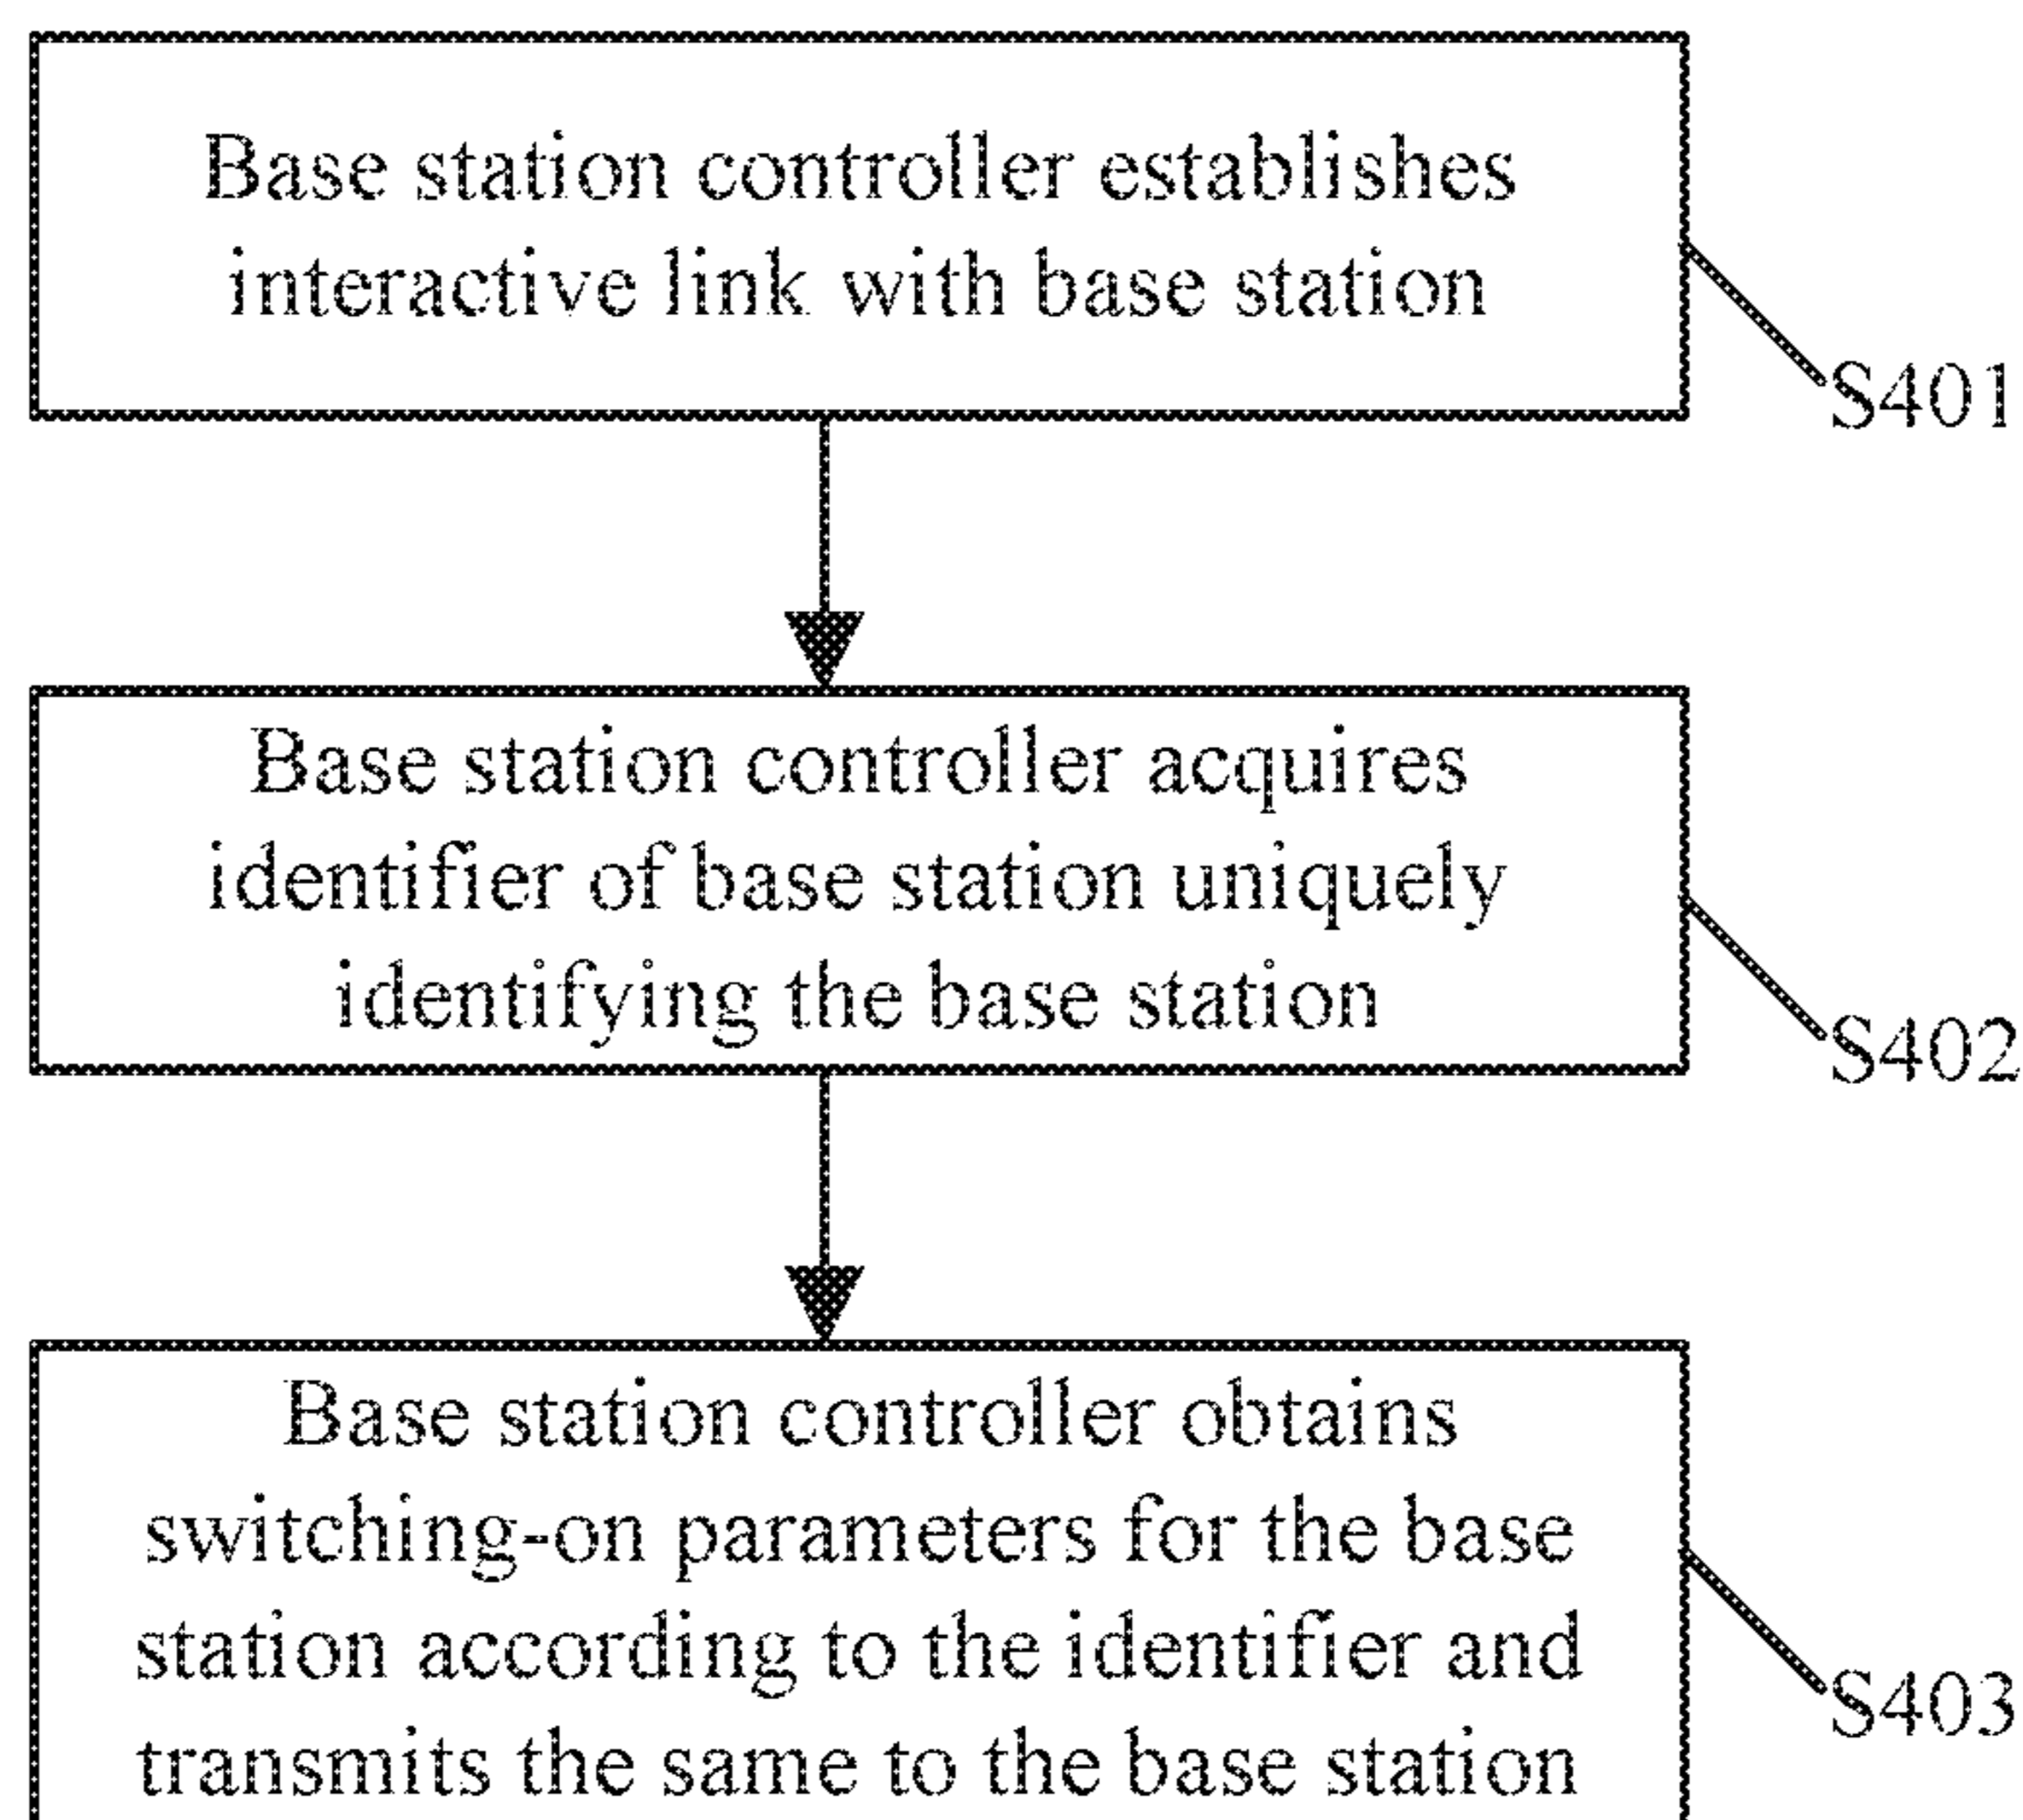 Base station controller establishes
interactive link with base station
S401
Base station controller acquires
identifier of base station uniquely
identifying the base station
S402
Base station controller obtains
switching-on parameters for the base
station according to the identifier and
transmits the same to the base station
S403